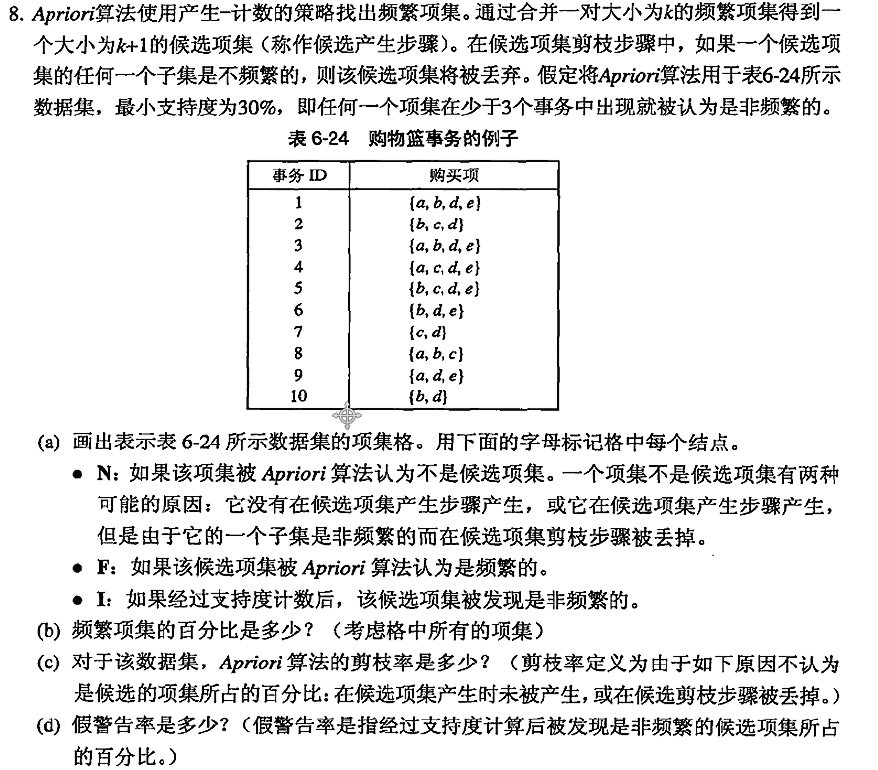 8. Apriori算法使用产生-计数的策略找出频繁项集。通过合并一对大小为k的频繁项集得到一
个大小为k+1的候选项集（称作候选产生步骤）。在候选项集剪枝步骤中，如果一个候选项
集的任何一个子集是不频繁的，则该候选项集将被丢弃。假定将Apriori算法用于表6-24所示
数据集，最小支持度为30%，即任何一个项集在少于3个事务中出现就被认为是非频繁的。
表 6-24 购物篮事务的例子
事务 ID 购买项
1 {a, b, d, e}
2 {b, c, d}
3 {a, b, d, e}
4 {a, c, d, e}
5 {b, c, d, e}
6 {b, d, e}
7 {c, d}
8 {a, b, c}
9 {a, d, e}
10 {b, d}
(a) 画出表示表 6-24 所示数据集的项集格。用下面的字母标记格中每个结点。
● N：如果该项集被 Apriori 算法认为不是候选项集。一个项集不是候选项集有两种
可能的原因：它没有在候选项集产生步骤产生，或它在候选项集产生步骤产生，
但是由于它的一个子集是非频繁的而在候选项集剪枝步骤被丢掉。
● F：如果该候选项集被 Apriori 算法认为是频繁的。
● I：如果经过支持度计数后，该候选项集被发现是非频繁的。
(b) 频繁项集的百分比是多少？（考虑格中所有的项集）
(c) 对于该数据集，Apriori 算法的剪枝率是多少？（剪枝率定义为由于如下原因不认为
是候选的项集所占的百分比：在候选项集产生时未被产生，或在候选剪枝步骤被丢掉。）
(d) 假警告率是多少？（假警告率是指经过支持度计算后被发现是非频繁的候选项集所占
的百分比。）